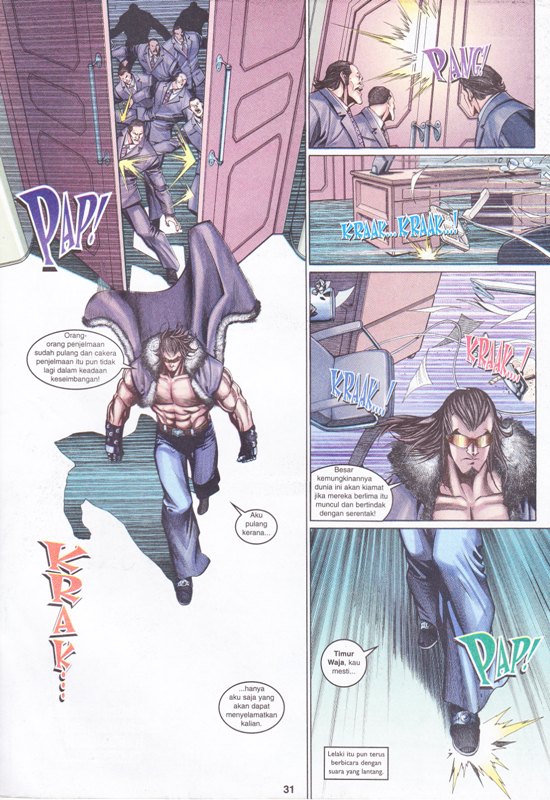 PAP!
Orang-
orang penjelmaan
sudah pulang dan cakera
penjelmaan itu pun tidak
lagi dalam keadaan
keseimbangan!
Aku
pulang
kerana...
KRAK...
...hanya
aku saja yang
akan dapat
menyelamatkan
kalian.
PANG!
KRAAK... KRAAK...!
KRAAK...!
KRAAK...!
Besar
kemungkinannya
dunia ini akan kiamat
jika mereka berlima itu
muncul dan bertindak
dengan serentak!
Timur
Waja, kau
mesti...
PAP!
Lelaki itu pun terus
berbicara dengan
suara yang lantang.
31